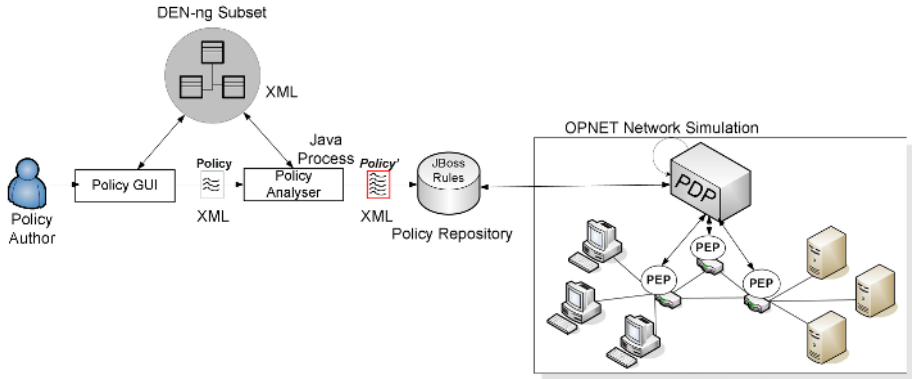 DEN-ng Subset
XML
OPNET Network Simulation
Java
Process
Policy
Policy'
JBoss
Rules
PDP
Policy GUI
Policy
Analyser
XML
XML
Policy
Author
Policy Repository
PEP
PEP
PEP